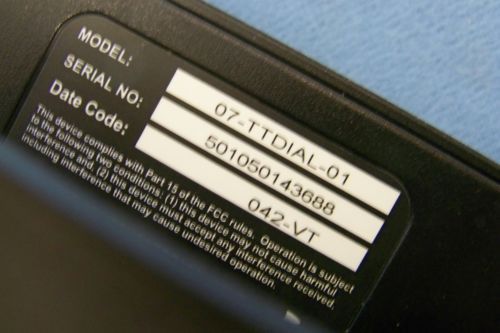 MODEL: 07-TTDIAL-01
SERIAL NO: 501050143688
Date Code: 042-VT
This device complies with Part 15 of the FCC rules. Operation is subject
to the following two conditions: (1) this device may not cause harmful
interference and (2) this device must accept any interference received,
including interference that may cause undesired operation.